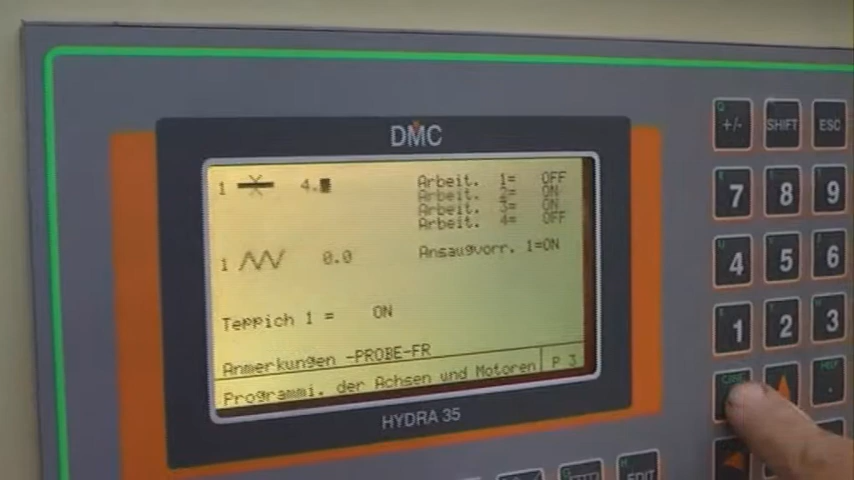 DMC
1 4.
Arbeit. 1= OFF
Arbeit. 2= ON
Arbeit. 3= ON
Arbeit. 4= OFF
1 0.0
Ansaugvorr. 1=ON
Teppich 1 = ON
Anmerkungen -PROBE-FR
Programmi. der Achsen und Motoren P 3
HYDRA 35
+/- SHIFT ESC
7 8 9
4 5 6
1 2 3
HELP
.
EDIT